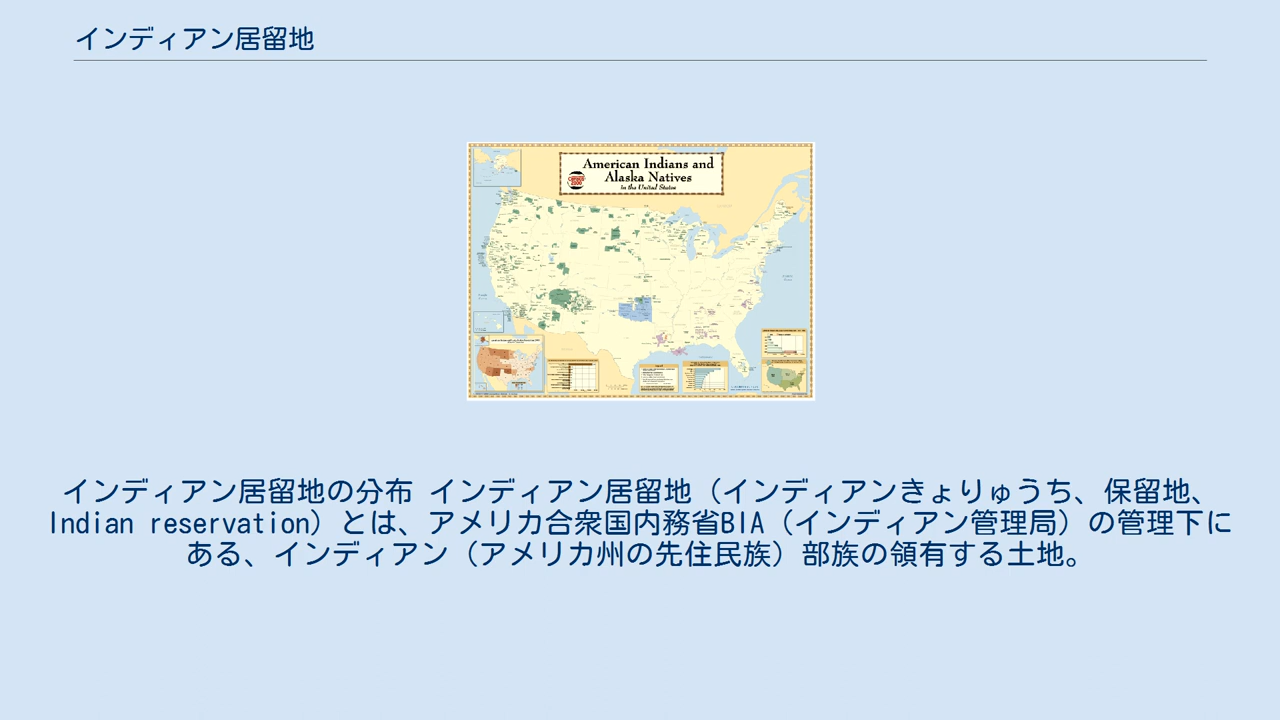 インディアン居留地
American Indians and
Alaska Natives
in the United States
Census
2000
インディアン居留地の分布 インディアン居留地（インディアンきょりゅうち、保留地、
Indian reservation）とは、アメリカ合衆国内務省BIA（インディアン管理局）の管理下に
ある、インディアン（アメリカ州の先住民族）部族の領有する土地。